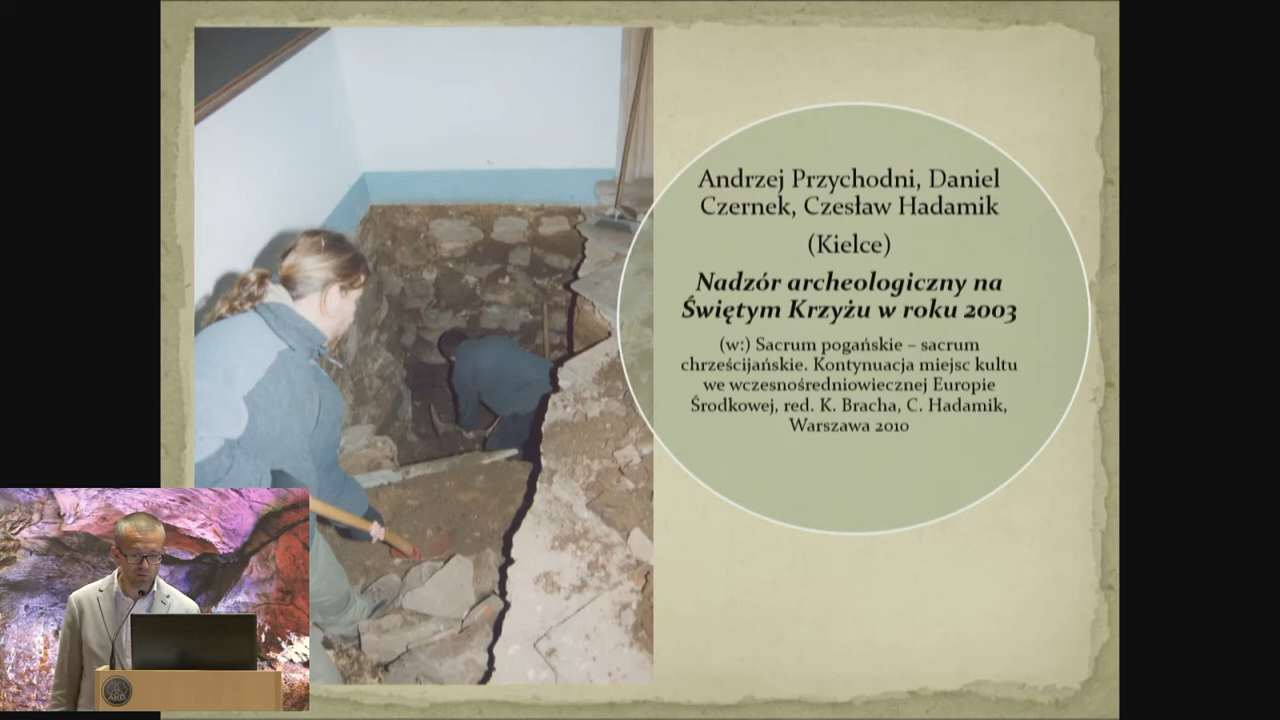 Andrzej Przychodni, Daniel
Czernek, Czesław Hadamik
(Kielce)
Nadzór archeologiczny na
Świętym Krzyżu w roku 2003
(w:) Sacrum pogańskie – sacrum
chrześcijańskie. Kontynuacja miejsc kultu
we wczesnośredniowiecznej Europie
Środkowej, red. K. Bracha, C. Hadamik,
Warszawa 2010